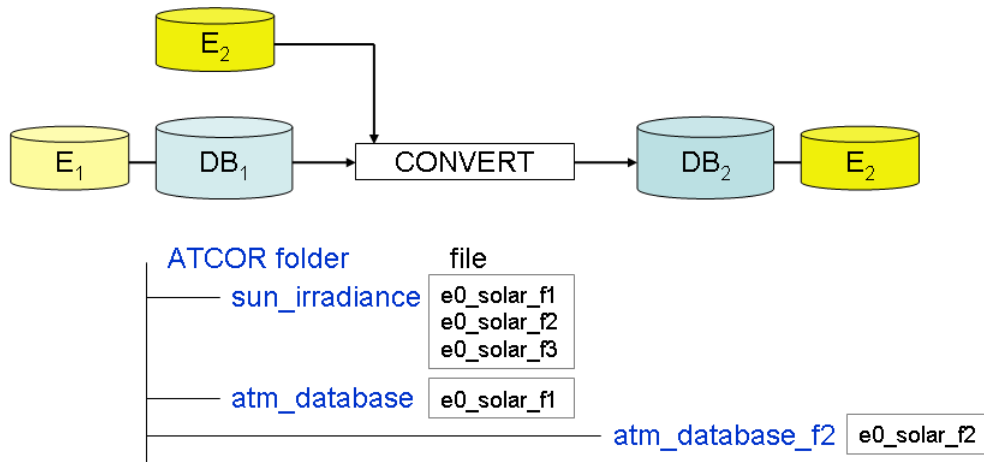 E₂
E₁ DB₁ CONVERT DB₂ E₂
ATCOR folder file
sun_irradiance e0_solar_f1
e0_solar_f2
e0_solar_f3
atm_database e0_solar_f1
atm_database_f2 e0_solar_f2